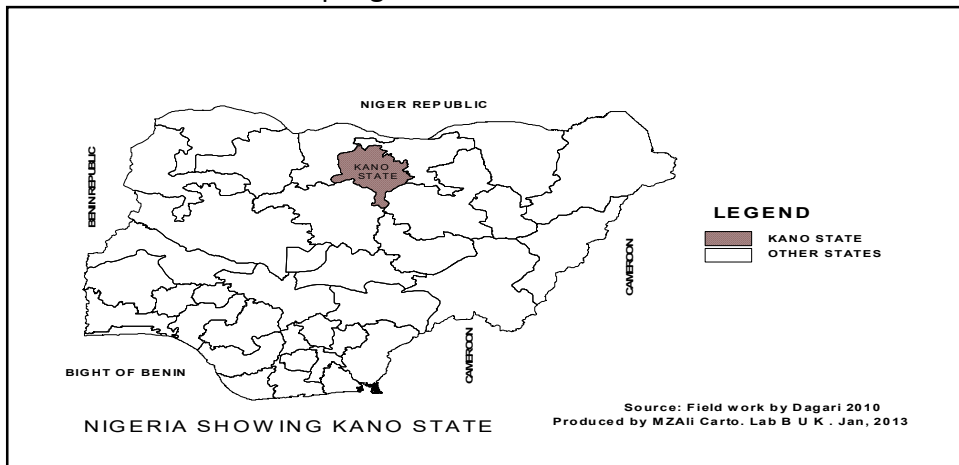 NIGER REPUBLIC
BENIN REPUBLIC
KANO
STATE
LEGEND
KANO STATE
OTHER STATES
CAMEROON
CAMEROON
BIGHT OF BENIN
NIGERIA SHOWING KANO STATE
Source: Field work by Dagari 2010
Produced by MZAli Carto. Lab B U K . Jan, 2013